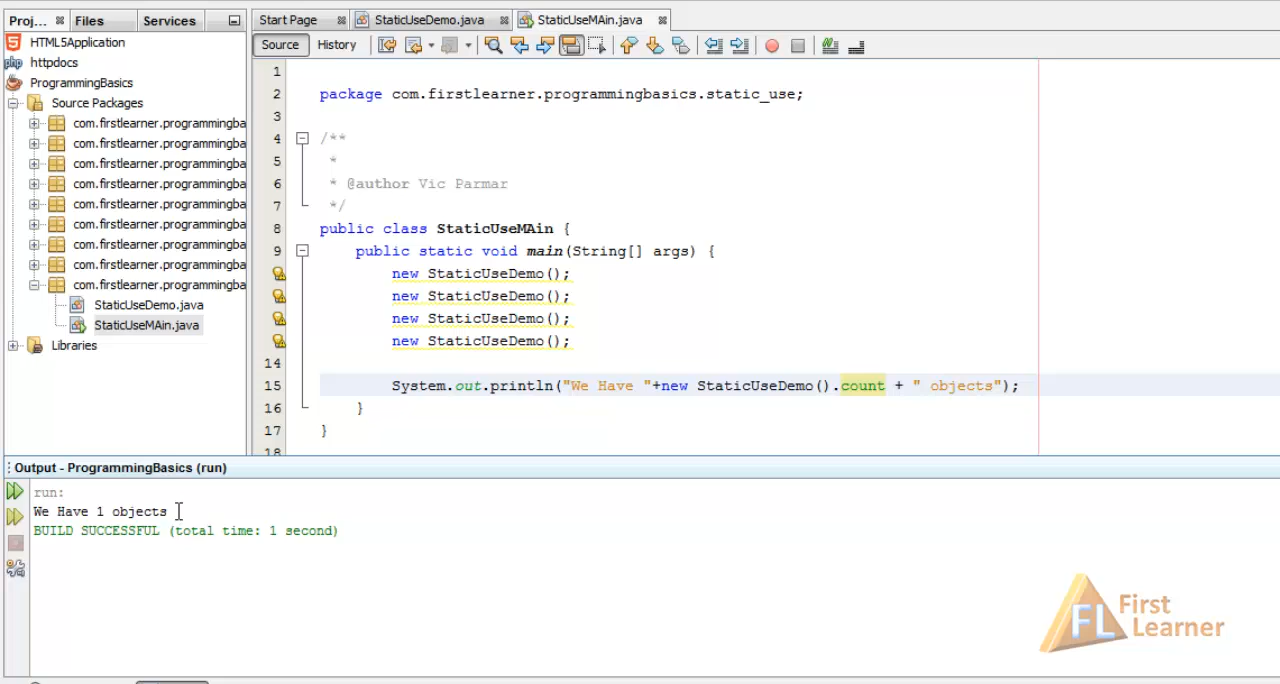 Proj... Files Services
Start Page StaticUseDemo.java StaticUseMAin.java
HTML5Application
httpdocs
ProgrammingBasics
Source Packages
com.firstlearner.programmingba
com.firstlearner.programmingba
com.firstlearner.programmingba
com.firstlearner.programmingba
com.firstlearner.programmingba
com.firstlearner.programmingba
com.firstlearner.programmingba
com.firstlearner.programmingba
com.firstlearner.programmingba
StaticUseDemo.java
StaticUseMAin.java
Libraries
Source History
1
2 package com.firstlearner.programmingbasics.static_use;
3
4 /**
5 *
6 * @author Vic Parmar
7 */
8 public class StaticUseMAin {
9 public static void main(String[] args) {
new StaticUseDemo();
new StaticUseDemo();
new StaticUseDemo();
new StaticUseDemo();
14
15 System.out.println("We Have "+new StaticUseDemo().count + " objects");
16 }
17 }
18
Output - ProgrammingBasics (run)
run:
We Have 1 objects
BUILD SUCCESSFUL (total time: 1 second)
FL First
Learner